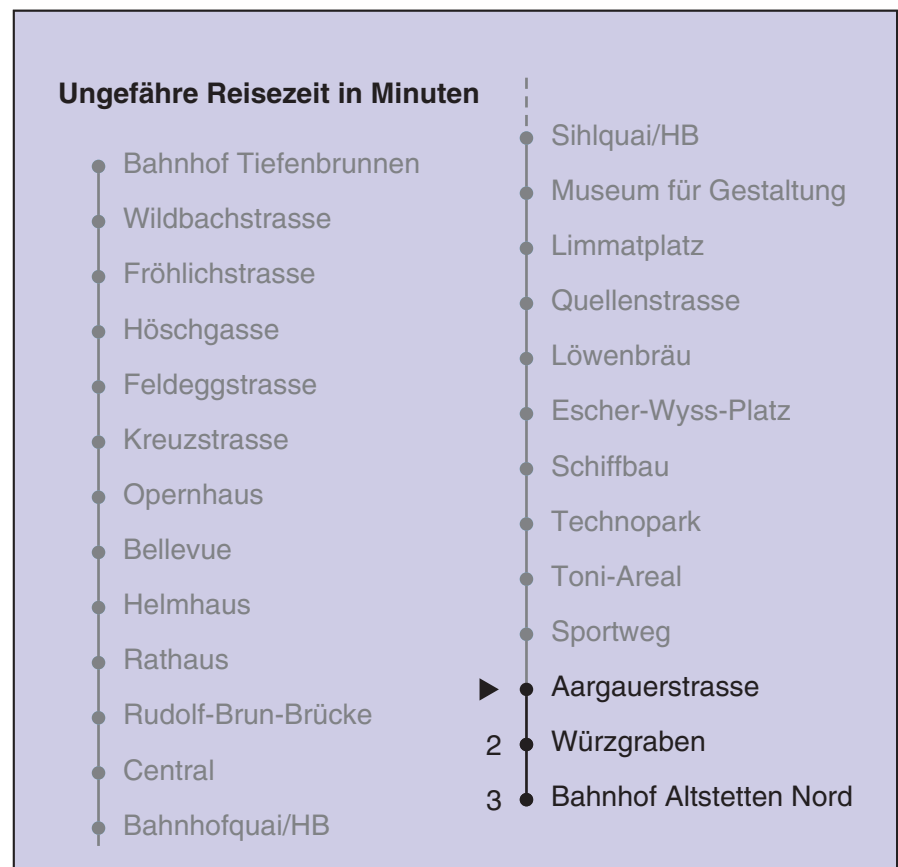 Ungefähre Reisezeit in Minuten
Bahnhof Tiefenbrunnen
Wildbachstrasse
Fröhlichstrasse
Höschgasse
Feldeggstrasse
Kreuzstrasse
Opernhaus
Bellevue
Helmhaus
Rathaus
Rudolf-Brun-Brücke
Central
Bahnhofquai/HB
Sihlquai/HB
Museum für Gestaltung
Limmatplatz
Quellenstrasse
Löwenbräu
Escher-Wyss-Platz
Schiffbau
Technopark
Toni-Areal
Sportweg
Aargauerstrasse
2 Würzgraben
3 Bahnhof Altstetten Nord